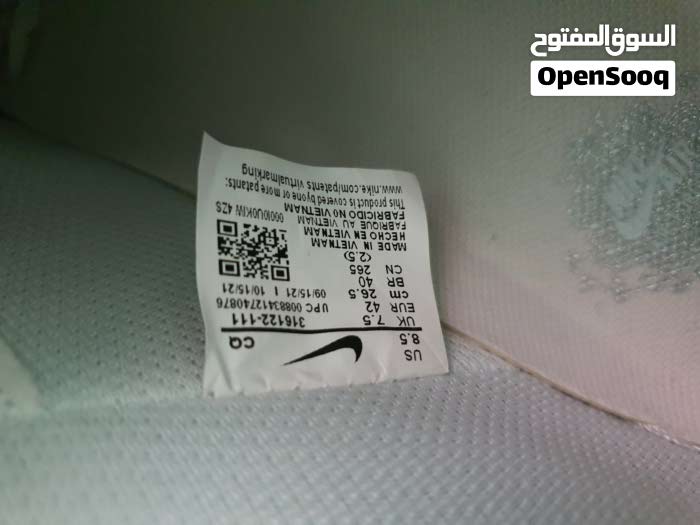 السوق المفتوح
OpenSooq
US 8.5 CQ
UK 7.5 316122-111
EUR 42 UPC 00883412740876
cm 26.5 09/15/21 | 10/15/21
BR 40
CN 265
(2.5)
MADE IN VIETNAM
HECHO EN VIETNAM
FABRIQUE AU VIETNAM
FABRICADO NO VIETNAM 0001OU0KIW 4ZS
This product is covered by one or more patents:
www.nike.com/patents virtualmarking